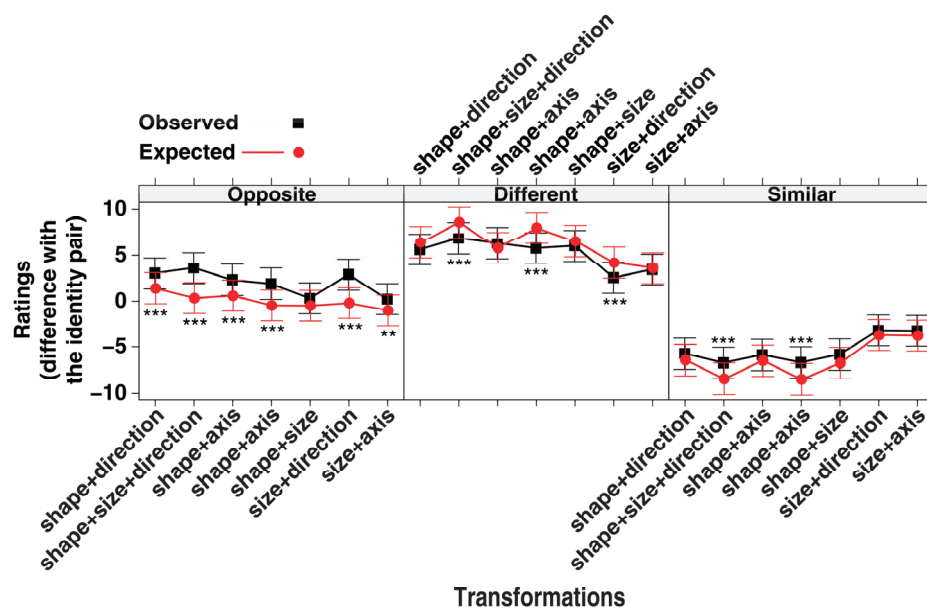 shape+direction
shape+size+direction
shape+axis
shape+axis
shape+size
size+direction
size+axis
Observed
Expected
Opposite
Different
Similar
Ratings
(difference with
the identity pair)
10
5
0
−5
−10
***
***
***
***
***
**
***
***
***
***
***
shape+direction
shape+size+direction
shape+axis
shape+axis
shape+size
size+direction
size+axis
shape+direction
shape+size+direction
shape+axis
shape+axis
shape+size
size+direction
size+axis
Transformations